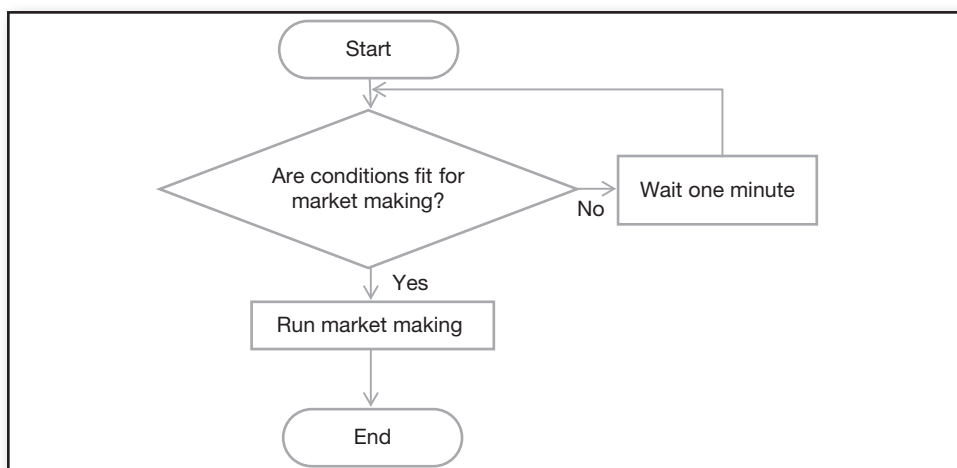 Start
Are conditions fit for
market making?
No
Wait one minute
Yes
Run market making
End